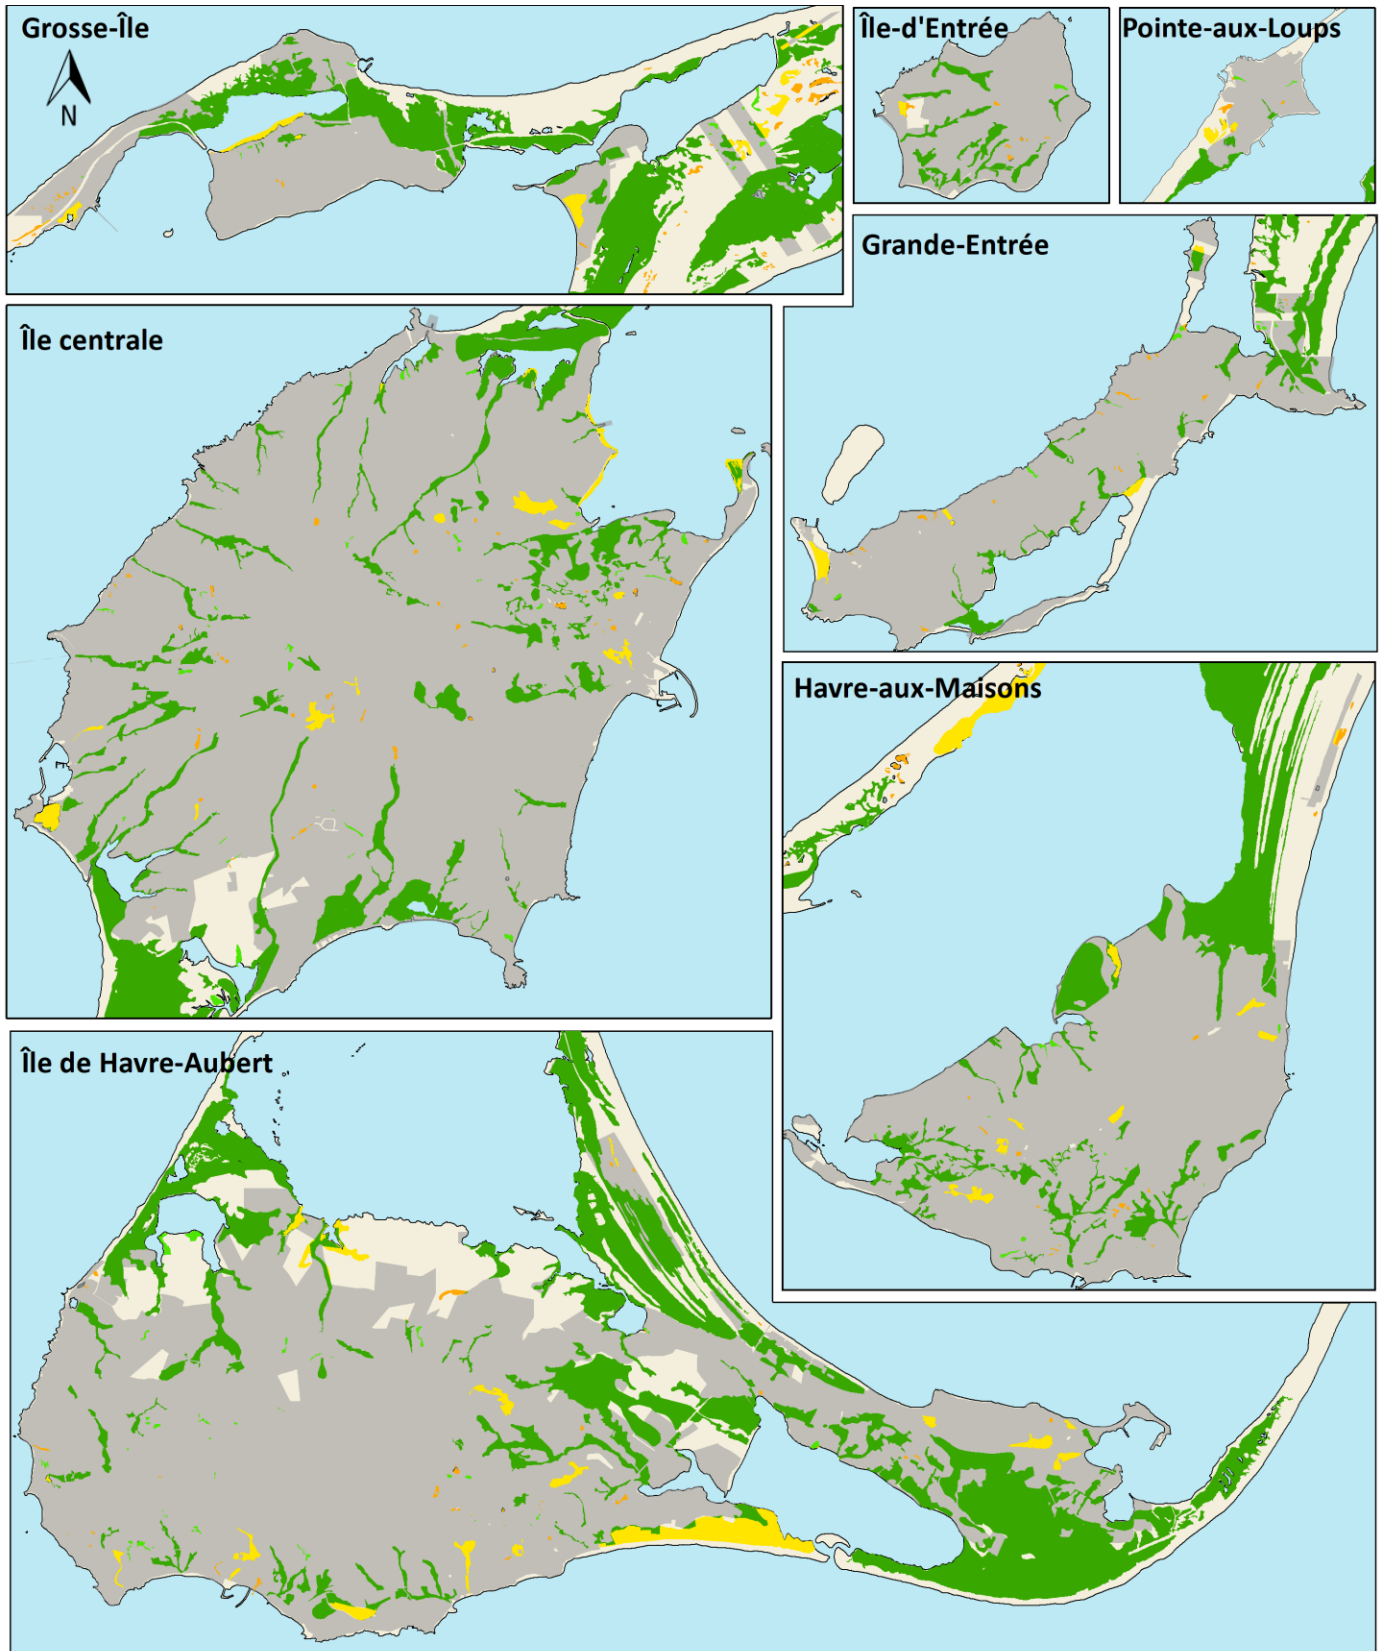 Grosse-Île
N
Île-d'Entrée
Pointe-aux-Loups
Grande-Entrée
Île centrale
Havre-aux-Maisons
Île de Havre-Aubert